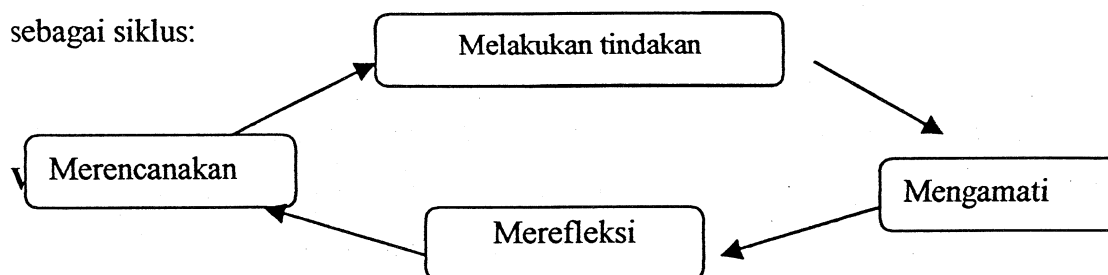 sebagai siklus:
Melakukan tindakan
Merencanakan
Mengamati
Merefleksi